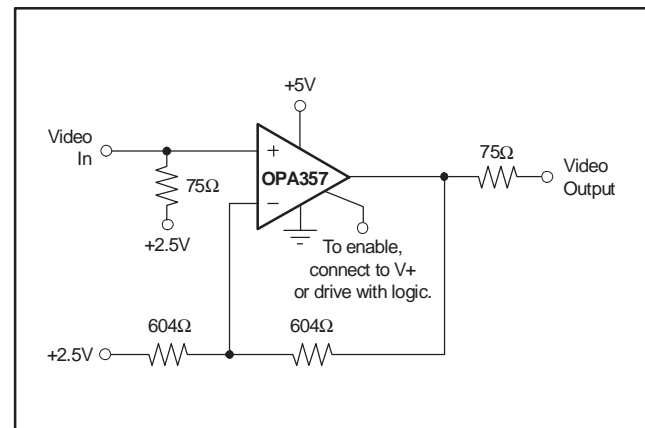 +5V
Video
In
+
OPA357
−
75Ω
+2.5V
75Ω
Video
Output
To enable,
connect to V+
or drive with logic.
604Ω
604Ω
+2.5V